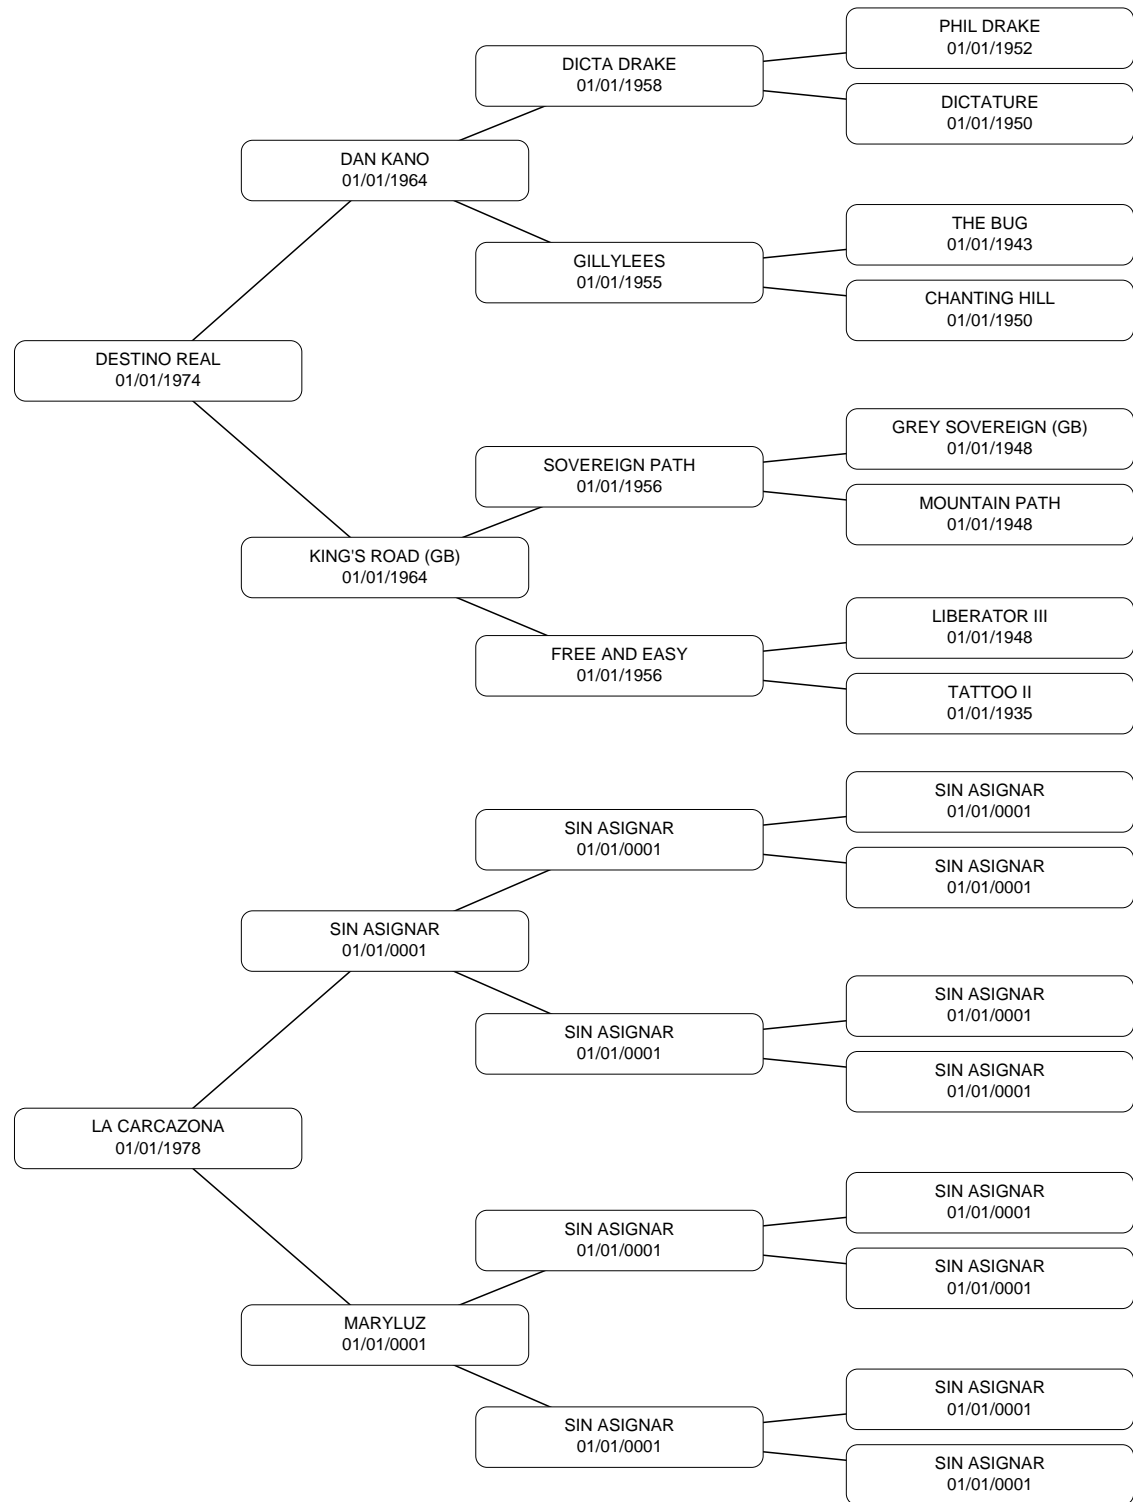 PHIL DRAKE
01/01/1952
DICTA DRAKE
01/01/1958
DICTATURE
01/01/1950
DAN KANO
01/01/1964
THE BUG
01/01/1943
GILLYLEES
01/01/1955
CHANTING HILL
01/01/1950
DESTINO REAL
01/01/1974
GREY SOVEREIGN (GB)
01/01/1948
SOVEREIGN PATH
01/01/1956
MOUNTAIN PATH
01/01/1948
KING'S ROAD (GB)
01/01/1964
LIBERATOR III
01/01/1948
FREE AND EASY
01/01/1956
TATTOO II
01/01/1935
SIN ASIGNAR
01/01/0001
SIN ASIGNAR
01/01/0001
SIN ASIGNAR
01/01/0001
SIN ASIGNAR
01/01/0001
SIN ASIGNAR
01/01/0001
SIN ASIGNAR
01/01/0001
SIN ASIGNAR
01/01/0001
LA CARCAZONA
01/01/1978
SIN ASIGNAR
01/01/0001
SIN ASIGNAR
01/01/0001
SIN ASIGNAR
01/01/0001
MARYLUZ
01/01/0001
SIN ASIGNAR
01/01/0001
SIN ASIGNAR
01/01/0001
SIN ASIGNAR
01/01/0001